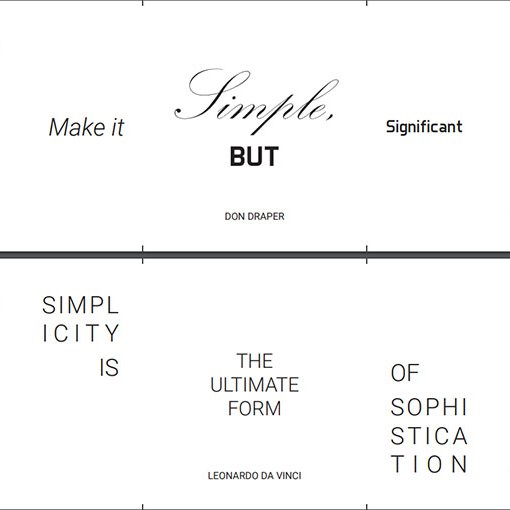 Make it
Simple,
BUT
Significant
DON DRAPER
SIMPL
ICITY
IS
THE
ULTIMATE
FORM
OF
SOPHI
STICA
TION
LEONARDO DA VINCI